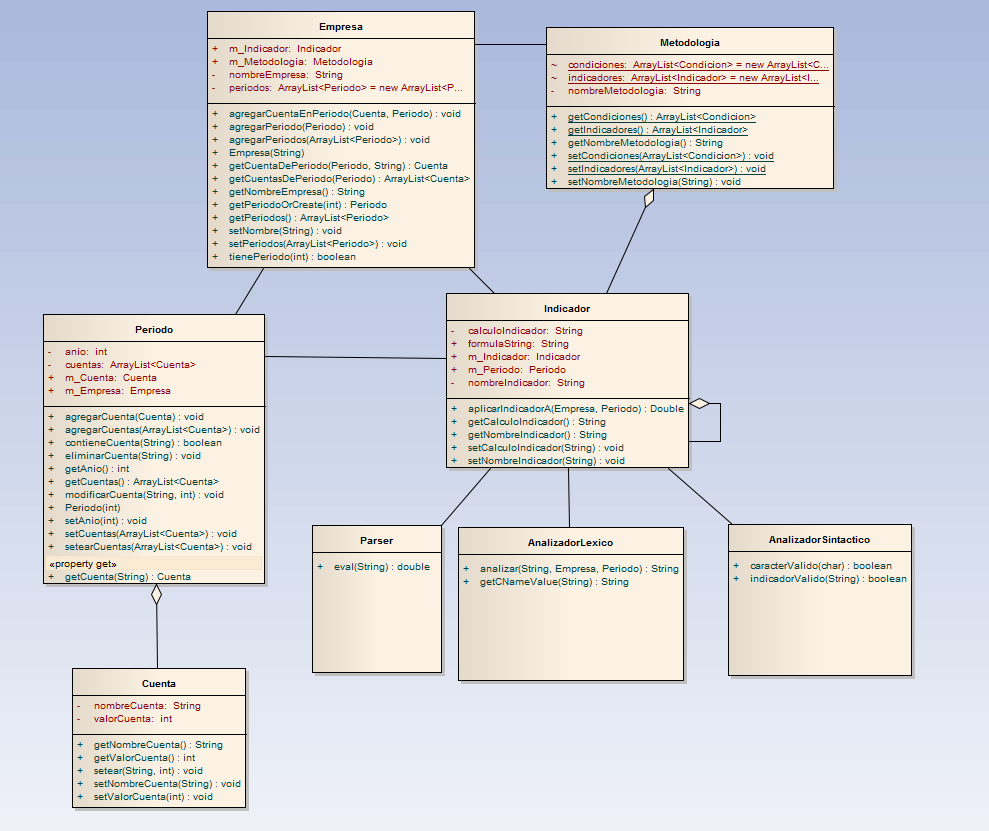 Empresa
+ m_Indicador: Indicador
+ m_Metodologia: Metodologia
- nombreEmpresa: String
- periodos: ArrayList<Periodo> = new ArrayList<P...
+ agregarCuentaEnPeriodo(Cuenta, Periodo) : void
+ agregarPeriodo(Periodo) : void
+ agregarPeriodos(ArrayList<Periodo>) : void
+ Empresa(String)
+ getCuentaDePeriodo(Periodo, String) : Cuenta
+ getCuentasDePeriodo(Periodo) : ArrayList<Cuenta>
+ getNombreEmpresa() : String
+ getPeriodoOrCreate(int) : Periodo
+ getPeriodos() : ArrayList<Periodo>
+ setNombre(String) : void
+ setPeriodos(ArrayList<Periodo>) : void
+ tienePeriodo(int) : boolean
Metodologia
~ condiciones: ArrayList<Condicion> = new ArrayList<C...
~ indicadores: ArrayList<Indicador> = new ArrayList<I...
- nombreMetodologia: String
+ getCondiciones() : ArrayList<Condicion>
+ getIndicadores() : ArrayList<Indicador>
+ getNombreMetodologia() : String
+ setCondiciones(ArrayList<Condicion>) : void
+ setIndicadores(ArrayList<Indicador>) : void
+ setNombreMetodologia(String) : void
Periodo
- anio: int
- cuentas: ArrayList<Cuenta>
+ m_Cuenta: Cuenta
+ m_Empresa: Empresa
+ agregarCuenta(Cuenta) : void
+ agregarCuentas(ArrayList<Cuenta>) : void
+ contieneCuenta(String) : boolean
+ eliminarCuenta(String) : void
+ getAnio() : int
+ getCuentas() : ArrayList<Cuenta>
+ modificarCuenta(String, int) : void
+ Periodo(int)
+ setAnio(int) : void
+ setCuentas(ArrayList<Cuenta>) : void
+ setearCuentas(ArrayList<Cuenta>) : void
«property get»
+ getCuenta(String) : Cuenta
Indicador
- calculoIndicador: String
+ formulaString: String
+ m_Indicador: Indicador
+ m_Periodo: Periodo
- nombreIndicador: String
+ aplicarIndicadorA(Empresa, Periodo) : Double
+ getCalculoIndicador() : String
+ getNombreIndicador() : String
+ setCalculoIndicador(String) : void
+ setNombreIndicador(String) : void
Parser
+ eval(String) : double
AnalizadorLexico
+ analizar(String, Empresa, Periodo) : String
+ getCNameValue(String) : String
AnalizadorSintactico
+ caracterValido(char) : boolean
+ indicadorValido(String) : boolean
Cuenta
- nombreCuenta: String
- valorCuenta: int
+ getNombreCuenta() : String
+ getValorCuenta() : int
+ setear(String, int) : void
+ setNombreCuenta(String) : void
+ setValorCuenta(int) : void